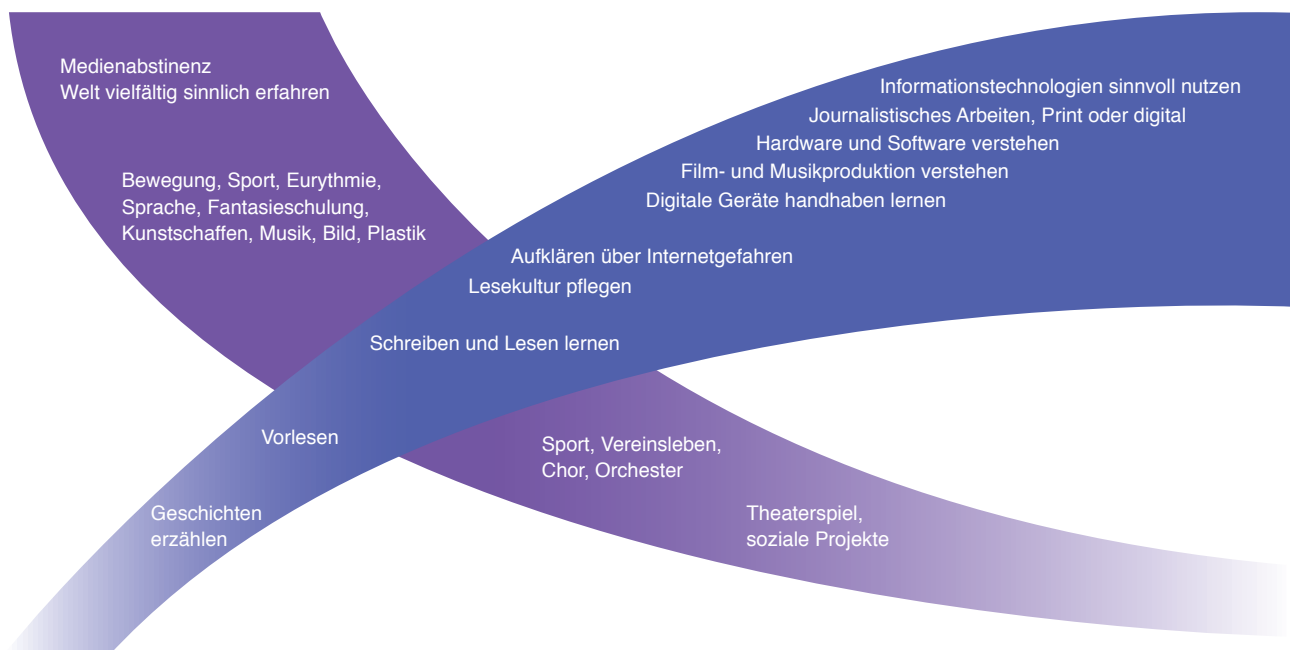 Medienabstinenz
Welt vielfältig sinnlich erfahren
Bewegung, Sport, Eurythmie,
Sprache, Fantasieschulung,
Kunstschaffen, Musik, Bild, Plastik
Informationstechnologien sinnvoll nutzen
Journalistisches Arbeiten, Print oder digital
Hardware und Software verstehen
Film- und Musikproduktion verstehen
Digitale Geräte handhaben lernen
Aufklären über Internetgefahren
Lesekultur pflegen
Schreiben und Lesen lernen
Vorlesen
Geschichten
erzählen
Sport, Vereinsleben,
Chor, Orchester
Theaterspiel,
soziale Projekte